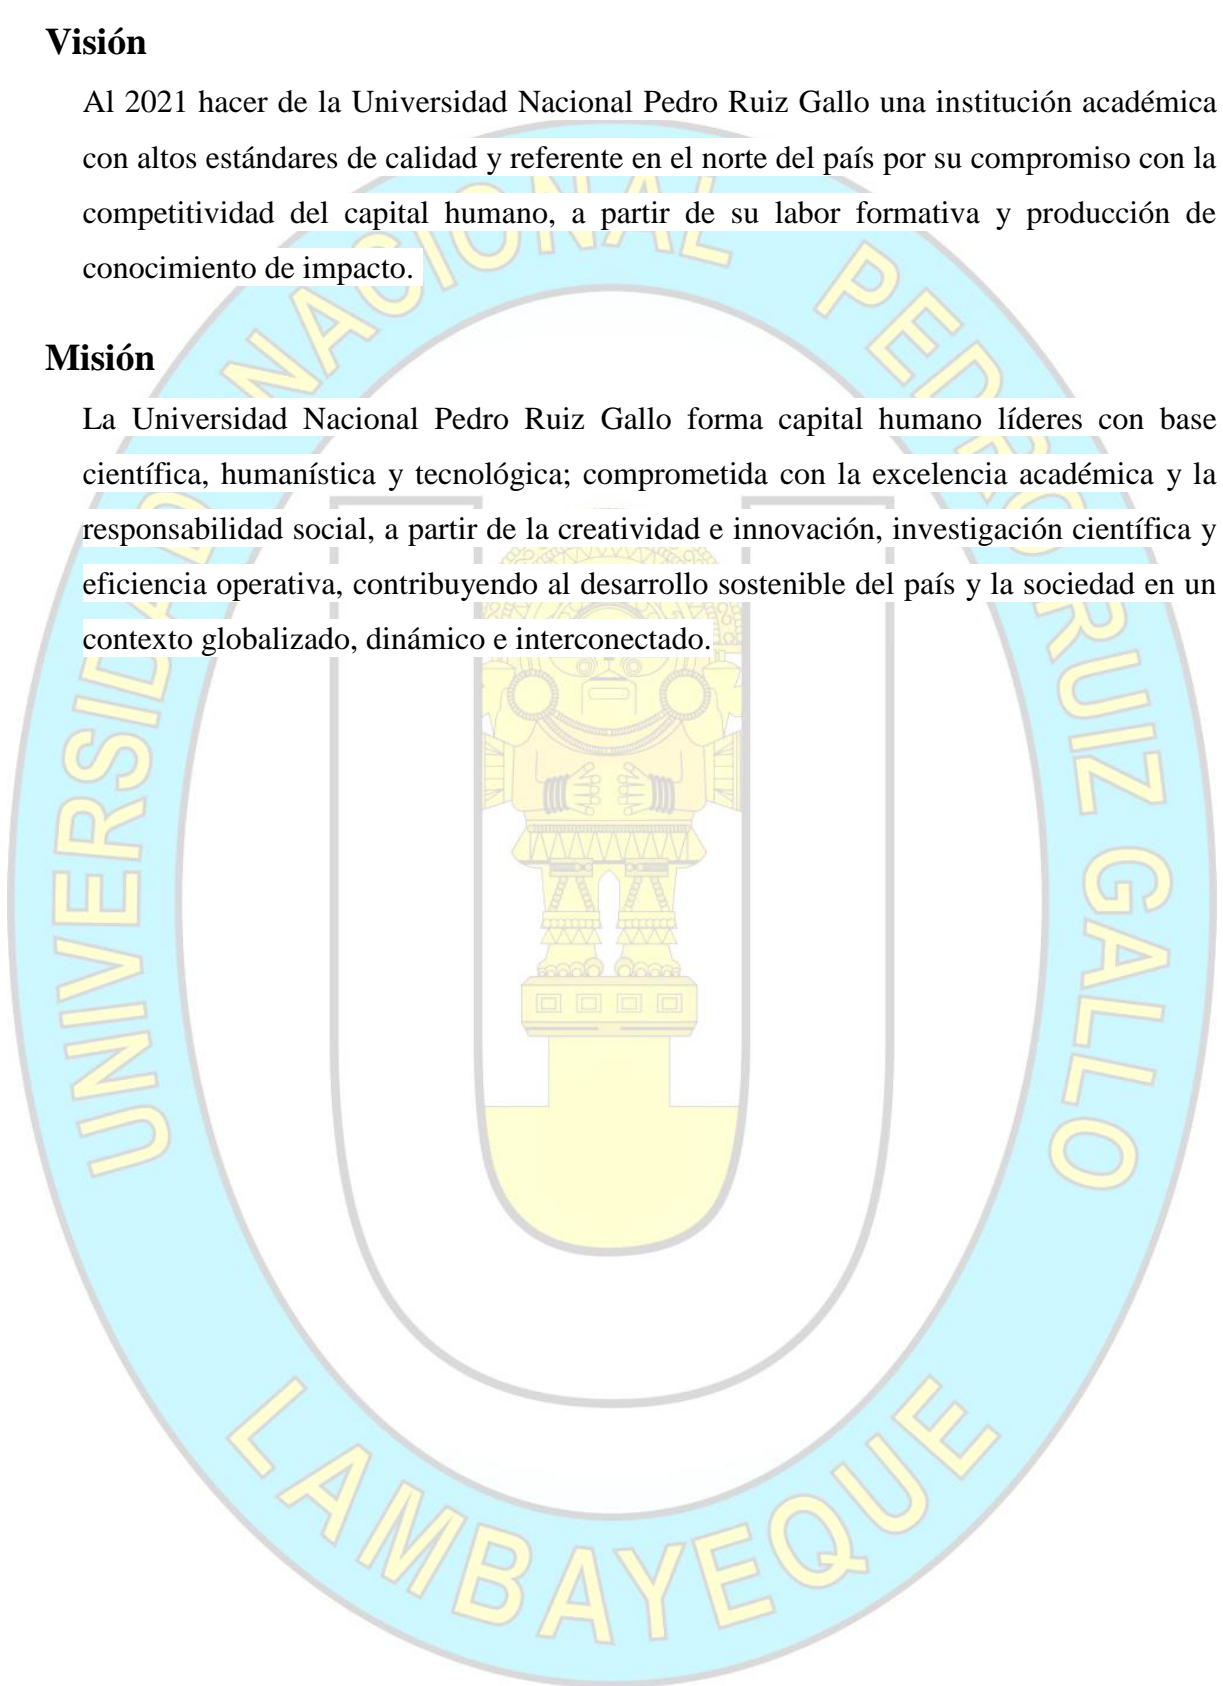 Visión
Al 2021 hacer de la Universidad Nacional Pedro Ruiz Gallo una institución académica
con altos estándares de calidad y referente en el norte del país por su compromiso con la
competitividad del capital humano, a partir de su labor formativa y producción de
conocimiento de impacto.
Misión
La Universidad Nacional Pedro Ruiz Gallo forma capital humano líderes con base
científica, humanística y tecnológica; comprometida con la excelencia académica y la
responsabilidad social, a partir de la creatividad e innovación, investigación científica y
eficiencia operativa, contribuyendo al desarrollo sostenible del país y la sociedad en un
contexto globalizado, dinámico e interconectado.
UNIVERSIDAD NACIONAL PEDRO RUIZ GALLO
LAMBAYEQUE